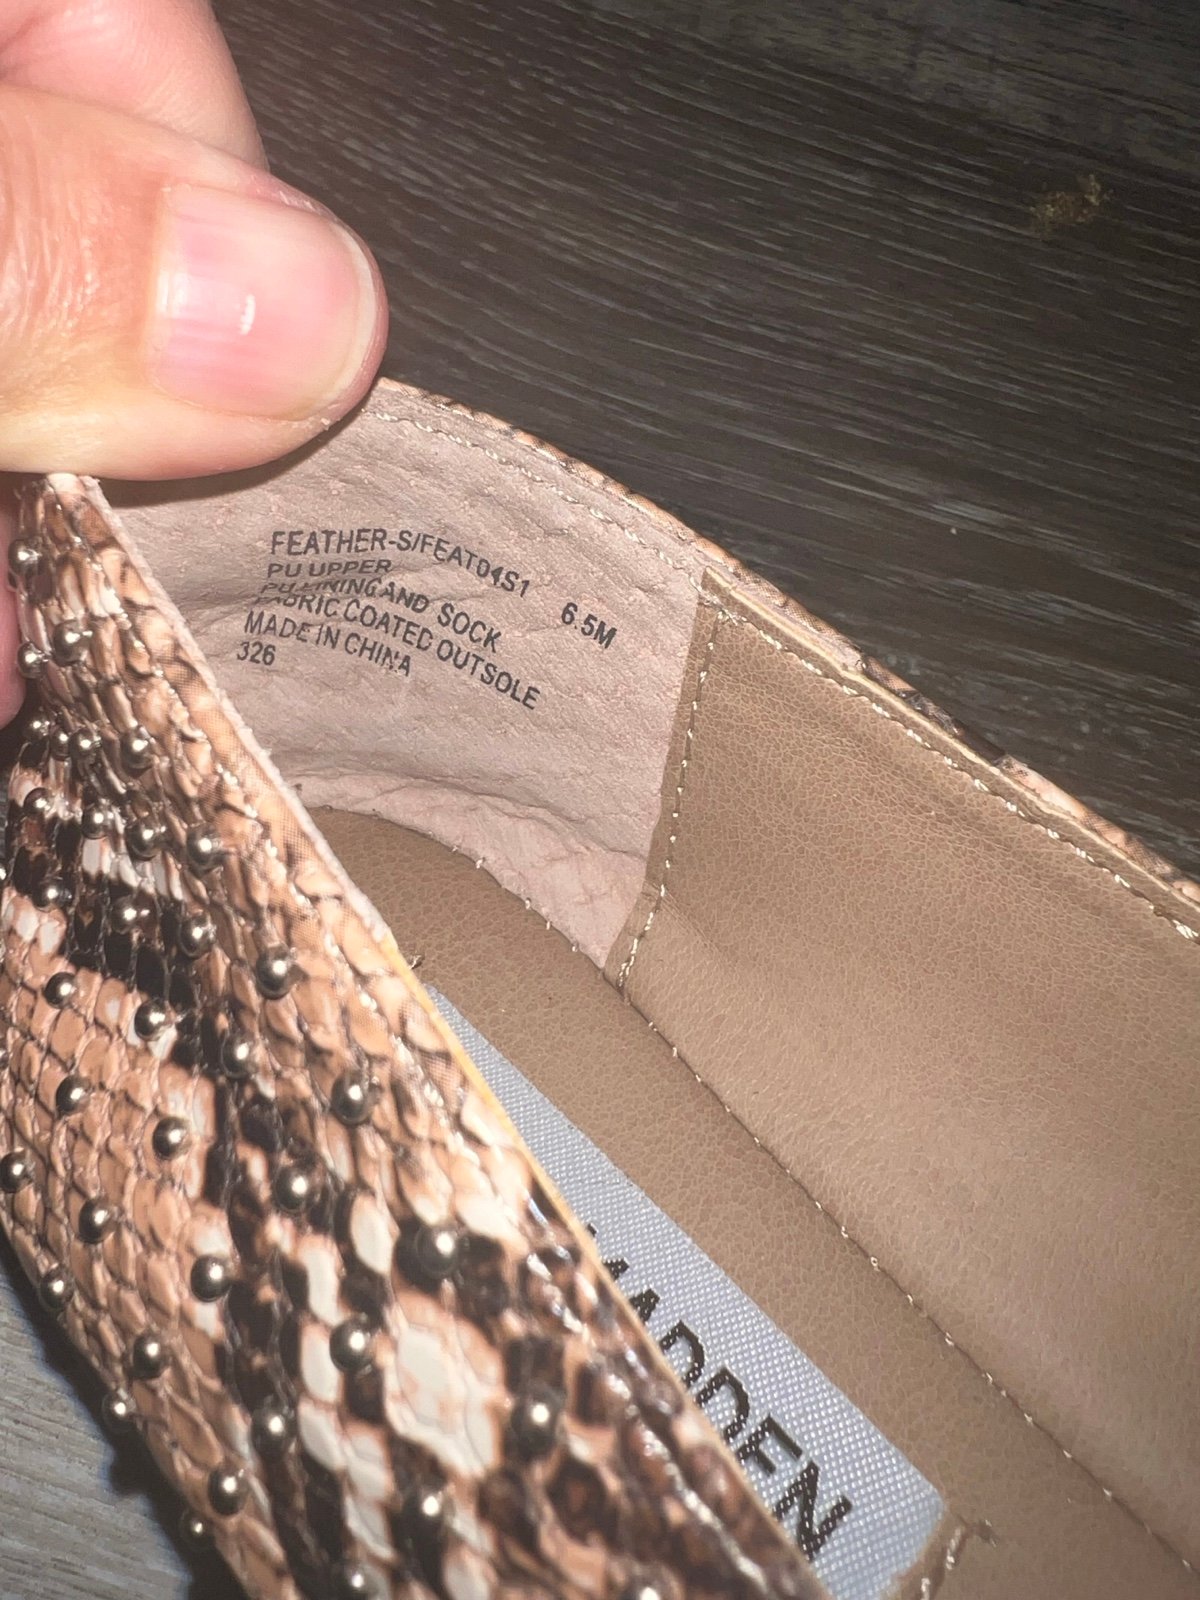 FEATHER-S/FEAT04S1 6.5M
PU UPPER
PU LINING AND SOCK
FABRIC COATED OUTSOLE
MADE IN CHINA
326
MADDEN